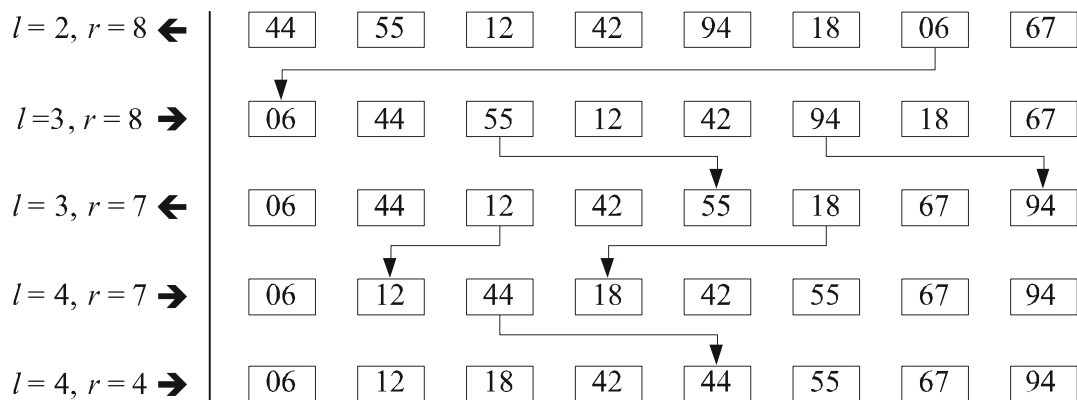 l = 2, r = 8 ← 44 55 12 42 94 18 06 67
l =3, r = 8 → 06 44 55 12 42 94 18 67
l = 3, r = 7 ← 06 44 12 42 55 18 67 94
l = 4, r = 7 → 06 12 44 18 42 55 67 94
l = 4, r = 4 → 06 12 18 42 44 55 67 94